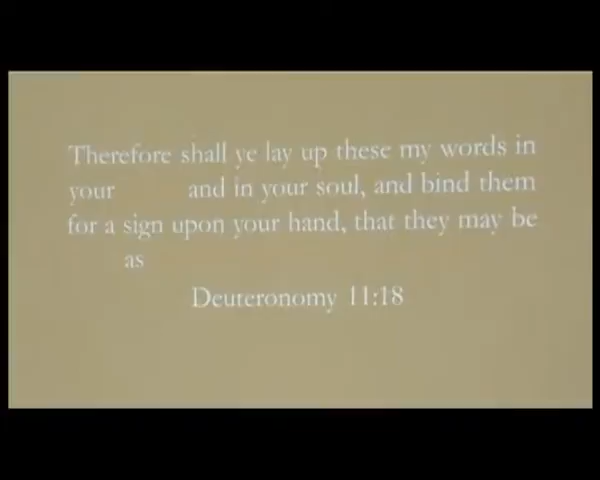 Therefore shall ye lay up these my words in
your and in your soul, and bind them
for a sign upon your hand, that they may be
as
Deuteronomy 11:18